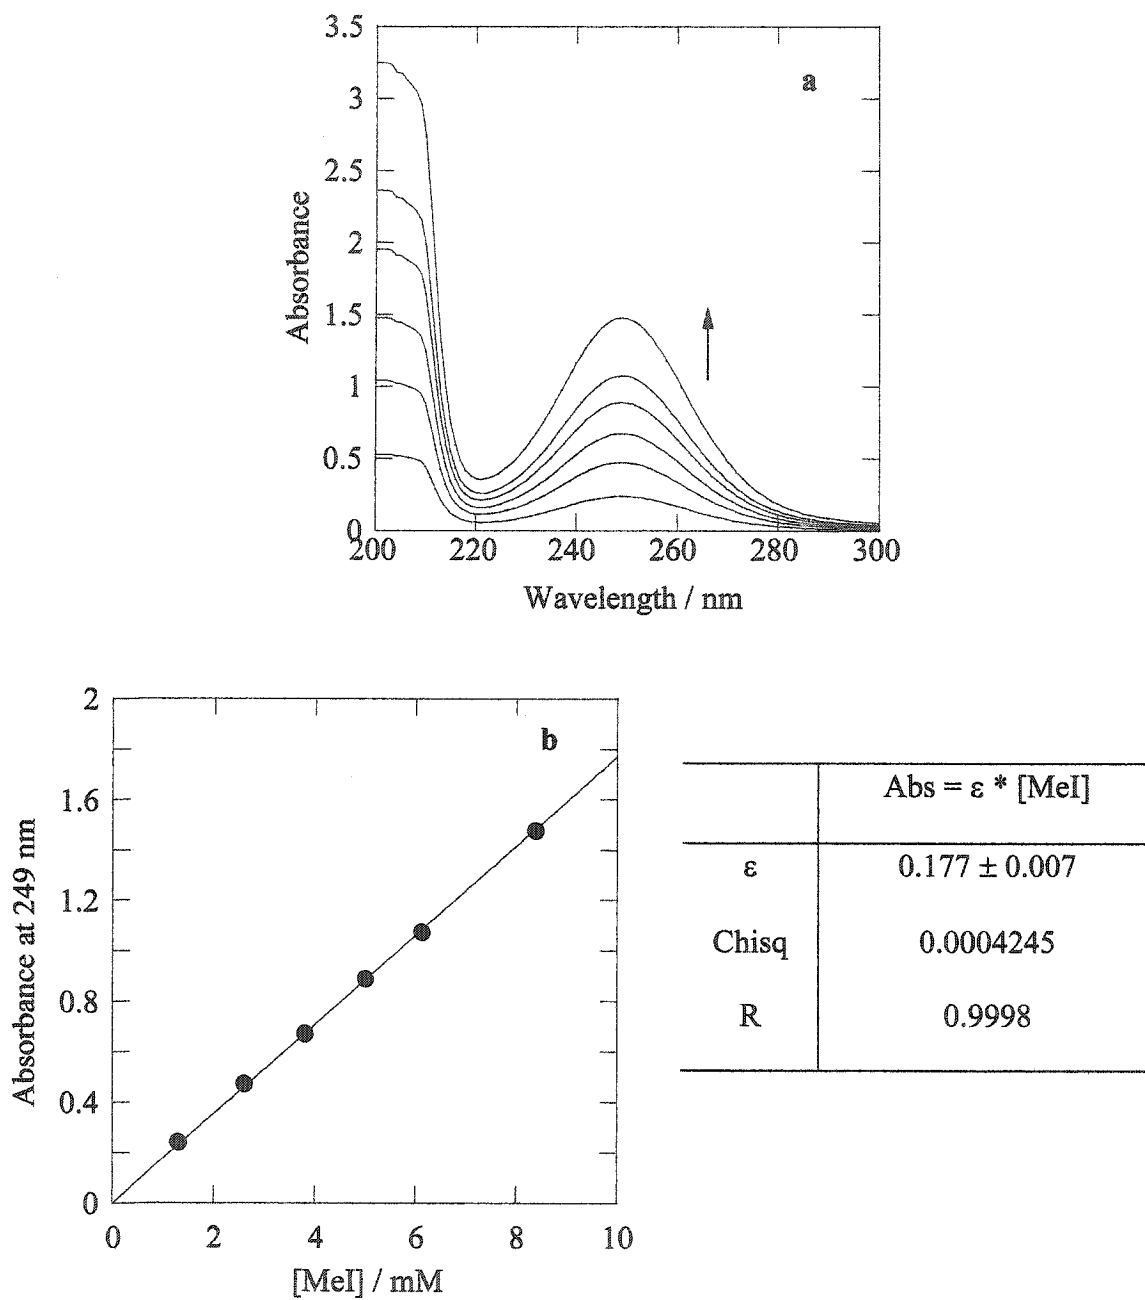 3.5
3
2.5
2
1.5
1
0.5
0
Absorbance
a
200 220 240 260 280 300
Wavelength / nm
2
1.6
1.2
0.8
0.4
0
Absorbance at 249 nm
b
0 2 4 6 8 10
[MeI] / mM
Abs = ε * [MeI]
ε 0.177 ± 0.007
Chisq 0.0004245
R 0.9998